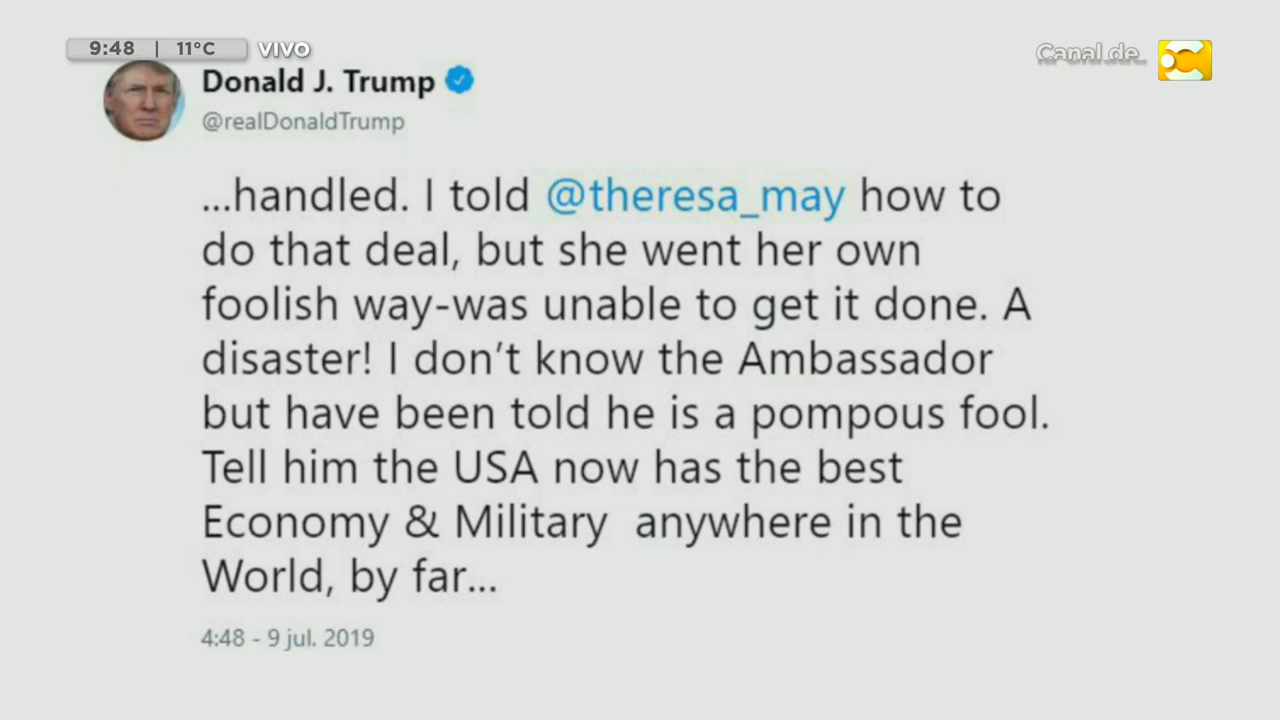 9:48 | 11°C VIVO
Canal de
Donald J. Trump
@realDonaldTrump
...handled. I told @theresa_may how to
do that deal, but she went her own
foolish way-was unable to get it done. A
disaster! I don’t know the Ambassador
but have been told he is a pompous fool.
Tell him the USA now has the best
Economy & Military anywhere in the
World, by far...
4:48 - 9 jul. 2019